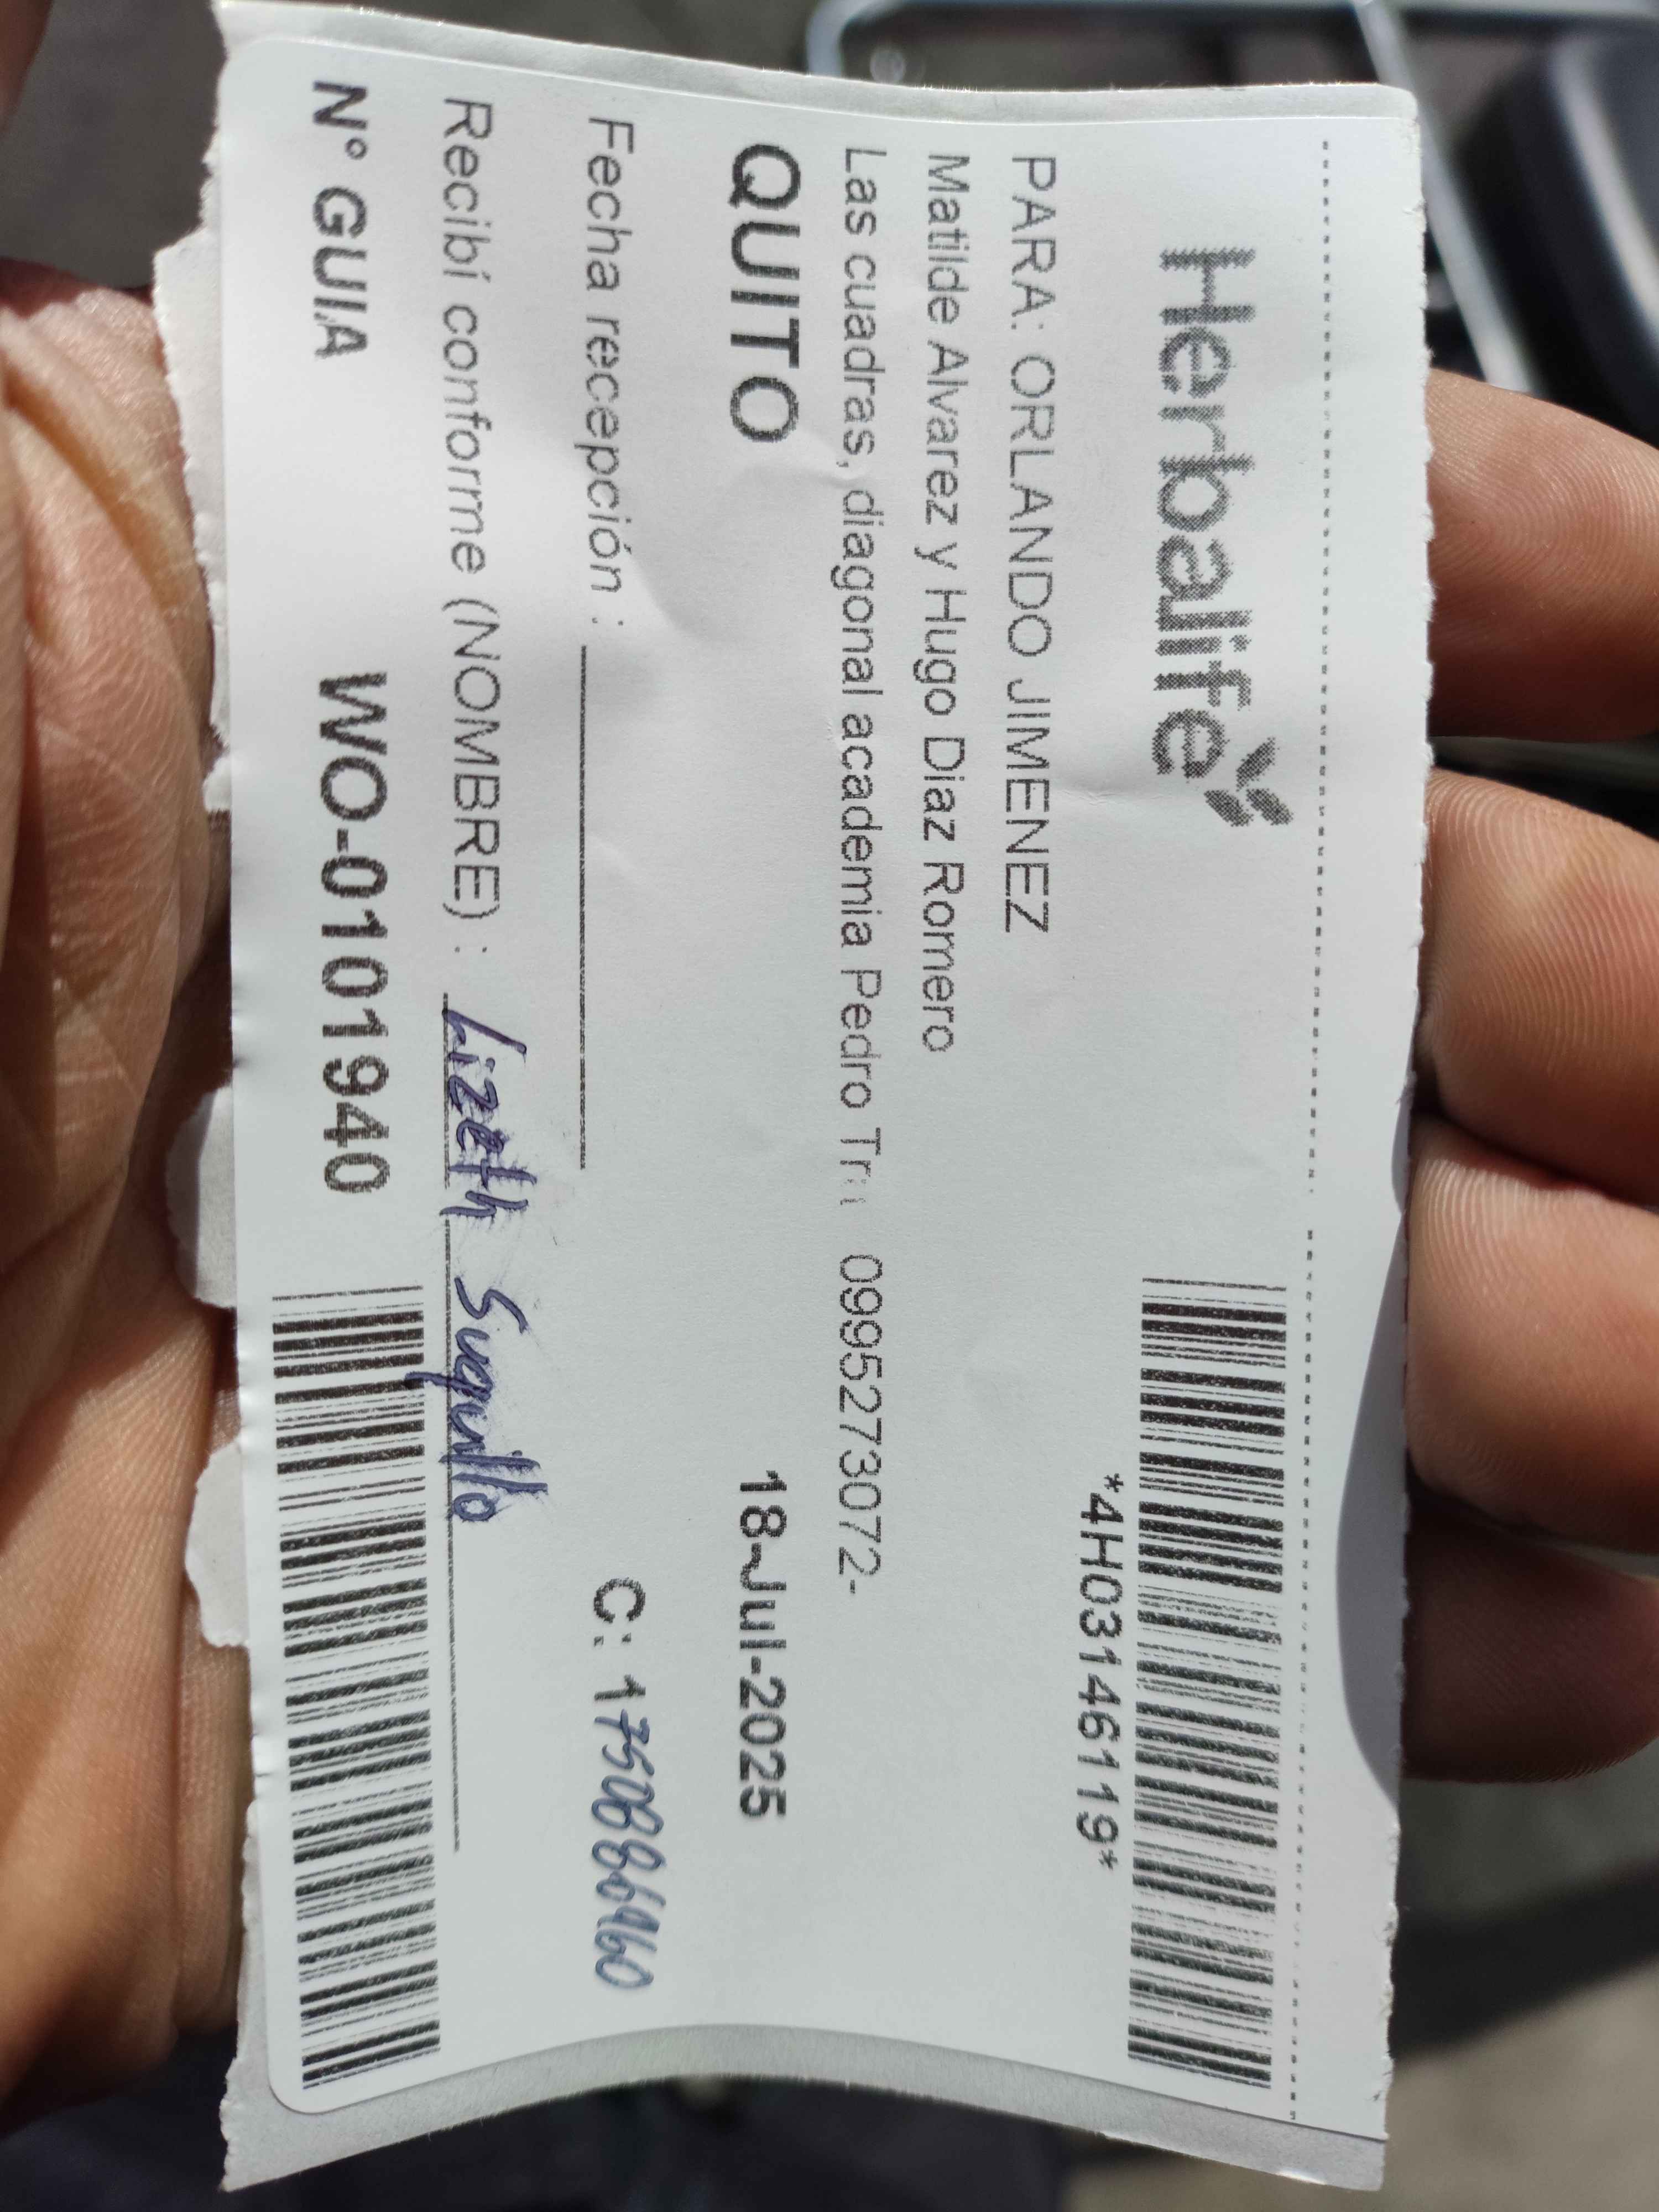 Herbalife
*4H03146119*
PARA: ORLANDO JIMENEZ
Matilde Alvarez y Hugo Diaz Romero
Las cuadras, diagonal academia Pedro Tr 0995273072-
QUITO 18-Jul-2025
Fecha recepción :
C: 1750886960
Recibí conforme (NOMBRE) : Lizeth Suquillo
N° GUIA WO-0101940